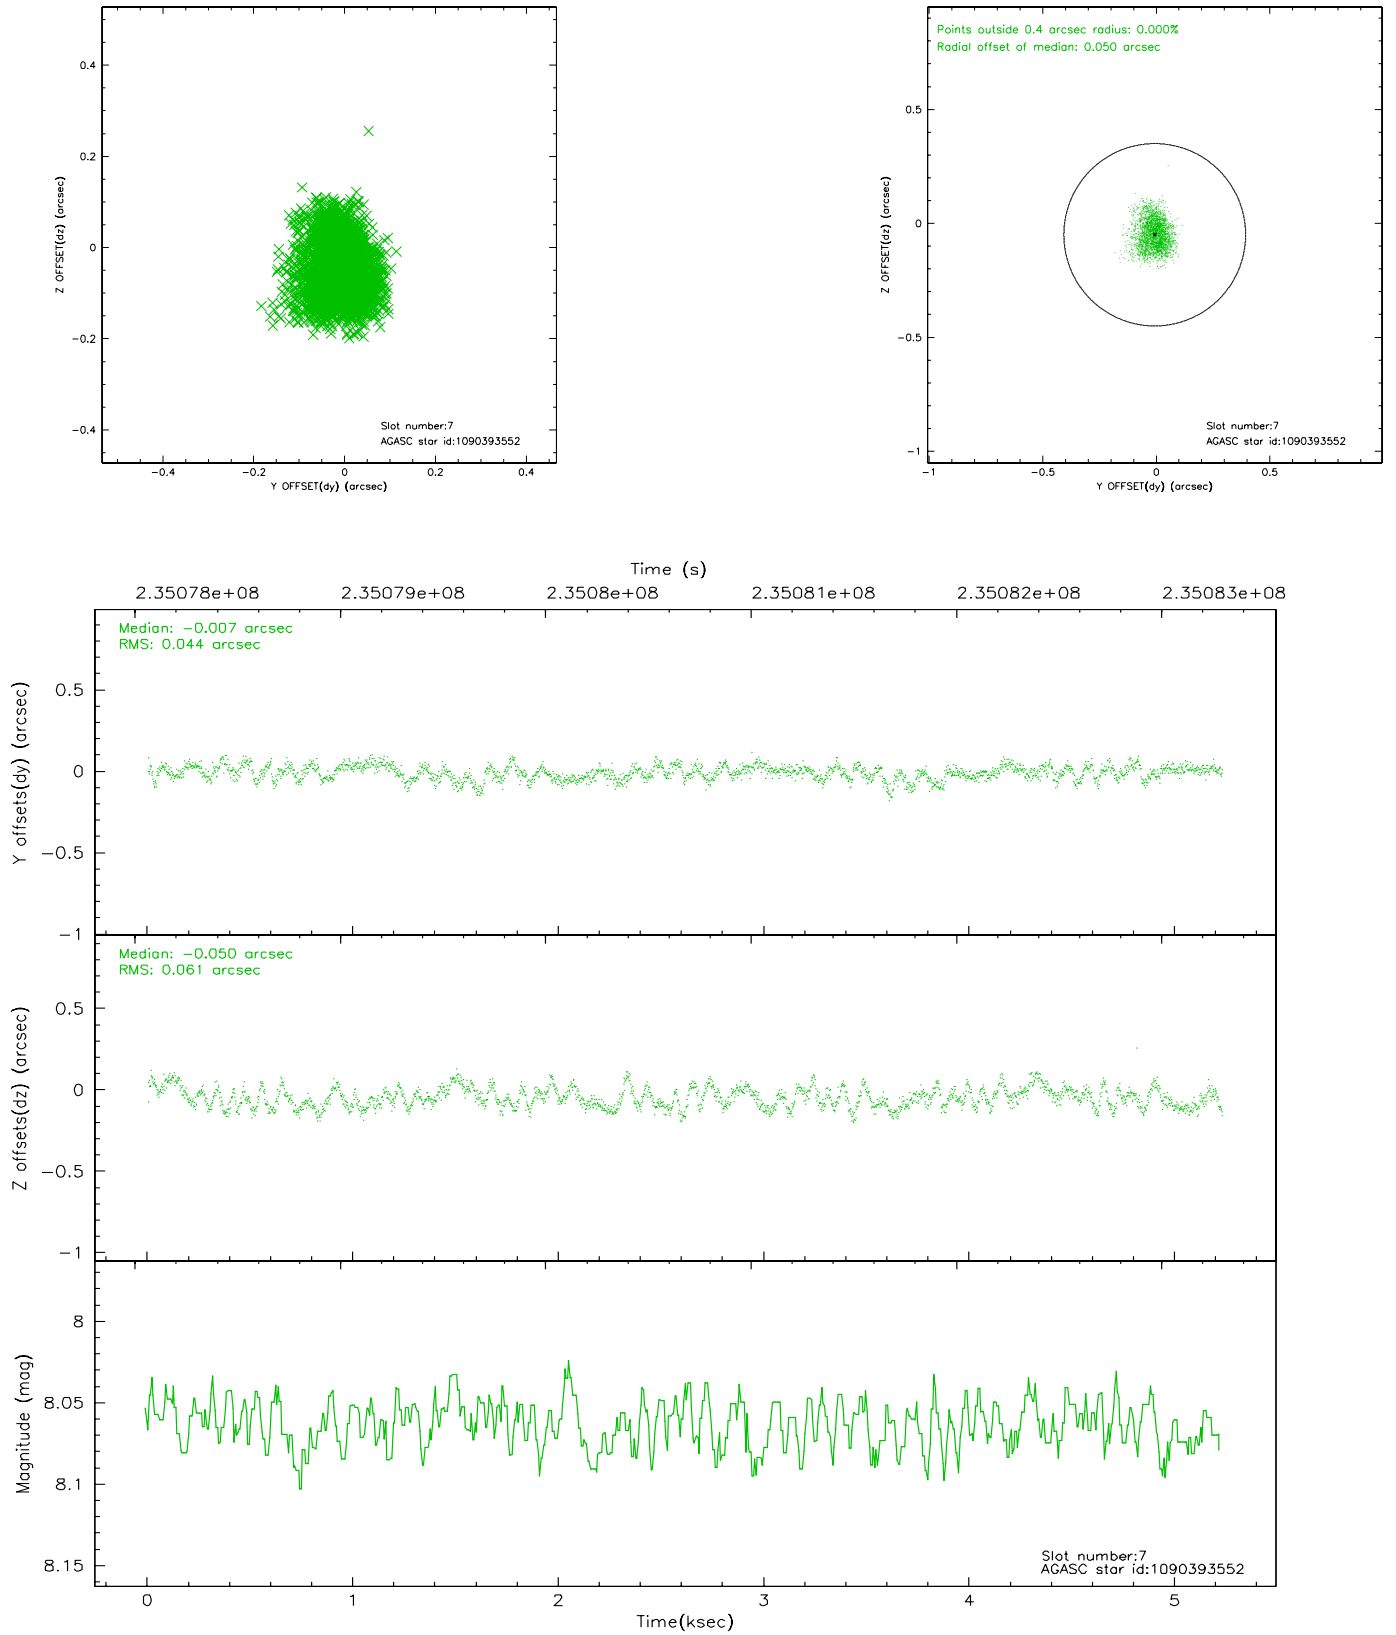 0.4
0.2
0
−0.2
−0.4
Z OFFSET(dz) (arcsec)
Slot number:7
AGASC star id:1090393552
−0.4 −0.2 0 0.2 0.4
Y OFFSET(dy) (arcsec)
Points outside 0.4 arcsec radius: 0.000%
Radial offset of median: 0.050 arcsec
0.5
0
−0.5
−1
Z OFFSET(dz) (arcsec)
Slot number:7
AGASC star id:1090393552
−1 −0.5 0 0.5
Y OFFSET(dy) (arcsec)
Time (s)
2.35078e+08 2.35079e+08 2.3508e+08 2.35081e+08 2.35082e+08 2.35083e+08
Median: −0.007 arcsec
RMS: 0.044 arcsec
0.5
0
−0.5
−1
Y offsets(dy) (arcsec)
Median: −0.050 arcsec
RMS: 0.061 arcsec
0.5
0
−0.5
−1
Z offsets(dz) (arcsec)
8
8.05
8.1
8.15
Magnitude (mag)
Slot number:7
AGASC star id:1090393552
0 1 2 3 4 5
Time(ksec)